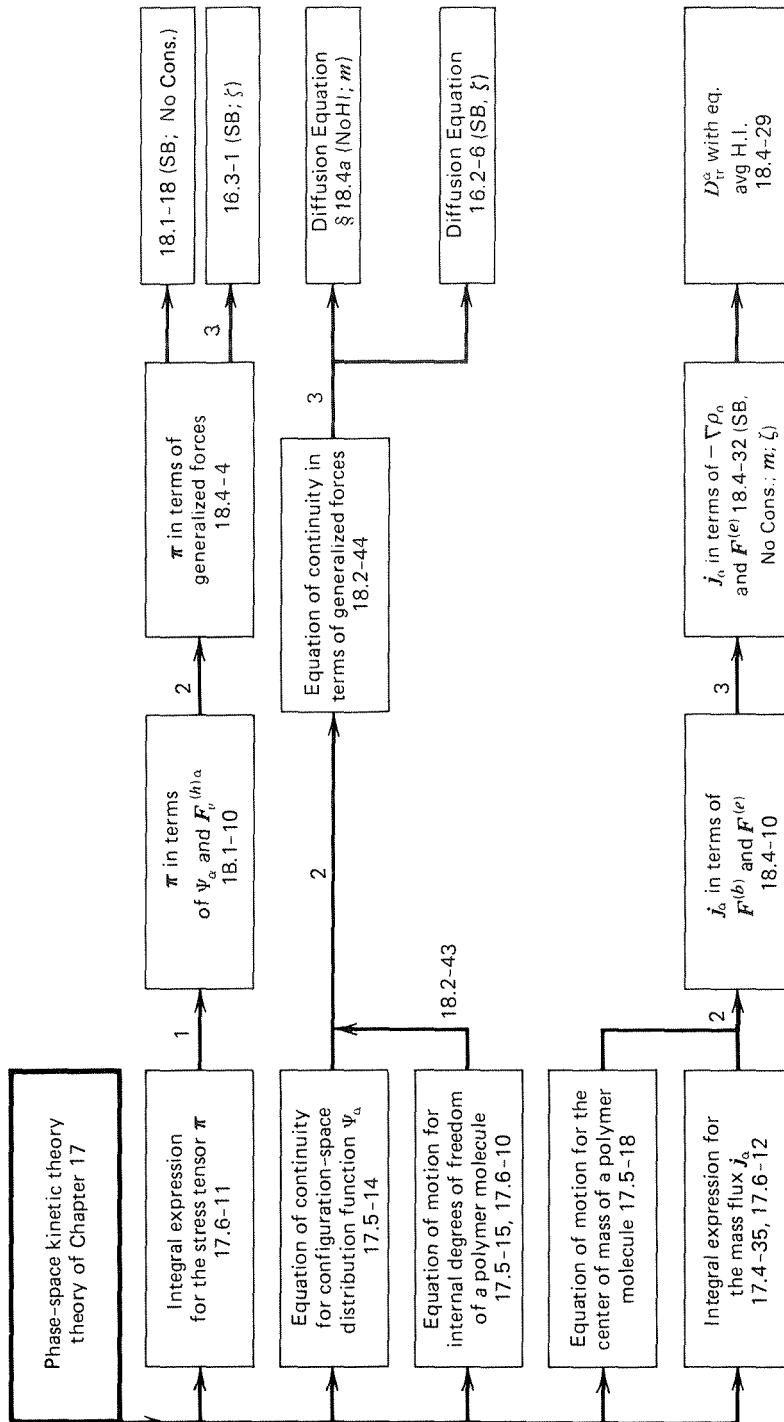 Phase-space kinetic theory
theory of Chapter 17
Integral expression
for the stress tensor π
17.6-11
1
π in terms
of Ψα and Fν(h)α
1B.1-10
2
π in terms of
generalized forces
18.4-4
3
18.1-18 (SB; No Cons.)
16.3-1 (SB; ζ)
Equation of continuity
for configuration-space
distribution function Ψα
17.5-14
Equation of motion for
internal degrees of freedom
of a polymer molecule
17.5-15, 17.6-10
18.2-43
2
Equation of continuity in
terms of generalized forces
18.2-44
3
Diffusion Equation
§ 18.4a (NoHI; m)
Diffusion Equation
16.2-6 (SB, ζ)
Equation of motion for the
center of mass of a polymer
molecule 17.5-18
Integral expression for
the mass flux jα
17.4-35, 17.6-12
2
jα in terms of
F(b) and F(e)
18.4-10
3
jα in terms of -∇ρα
and F(e) 18.4-32 (SB,
No Cons.; m; ζ)
Dαtr with eq.
avg H.I.
18.4-29